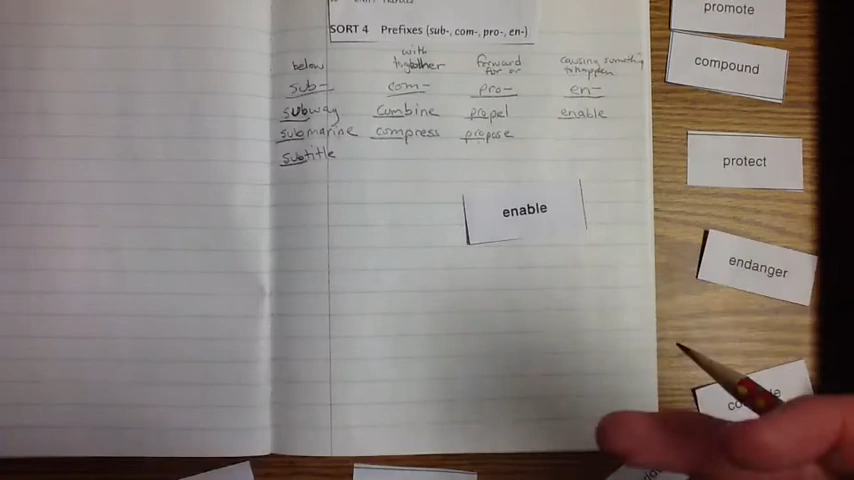 SORT 4 Prefixes (sub-, com-, pro-, en-)
below with together forward for or causing something to happen
sub- com- pro- en-
subway combine propel enable
submarine compress propose
subtitle
enable
promote
compound
protect
endanger